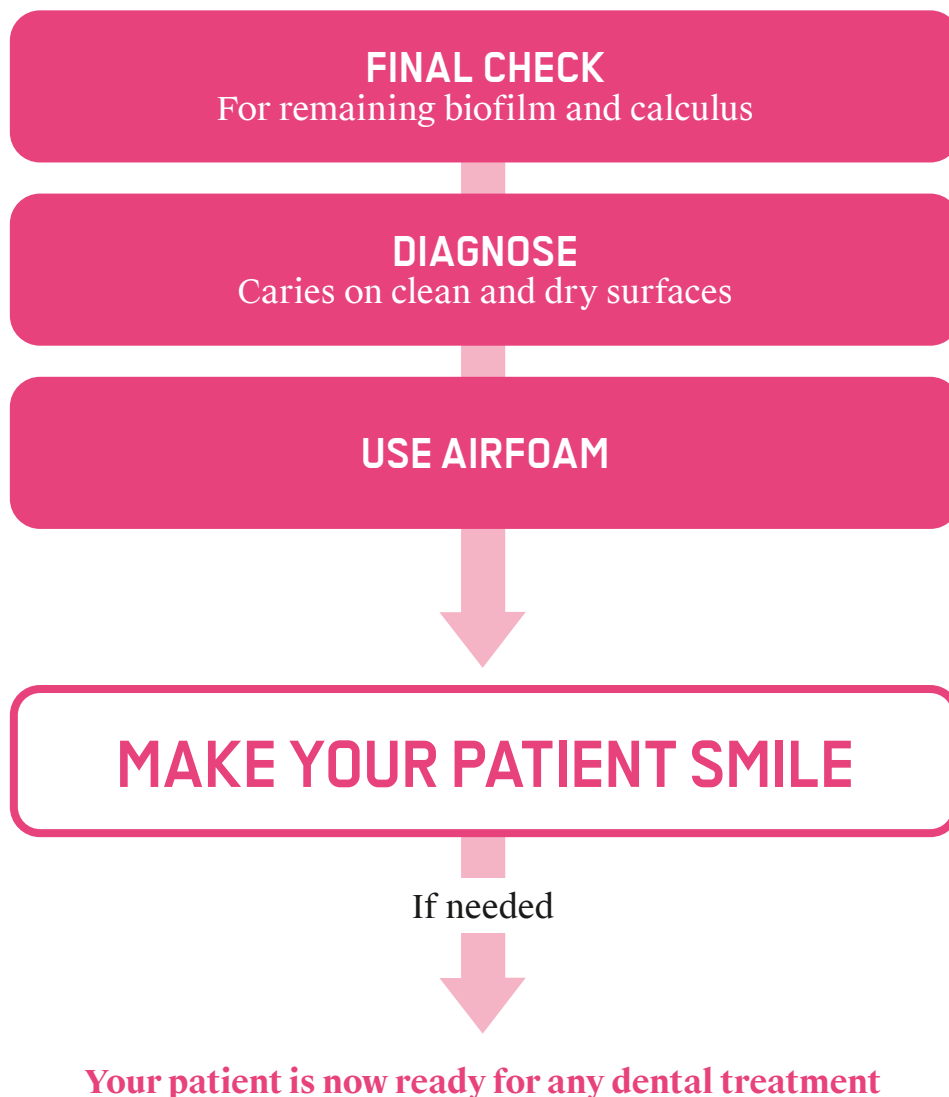 FINAL CHECK
For remaining biofilm and calculus
DIAGNOSE
Caries on clean and dry surfaces
USE AIRFOAM
MAKE YOUR PATIENT SMILE
If needed
Your patient is now ready for any dental treatment